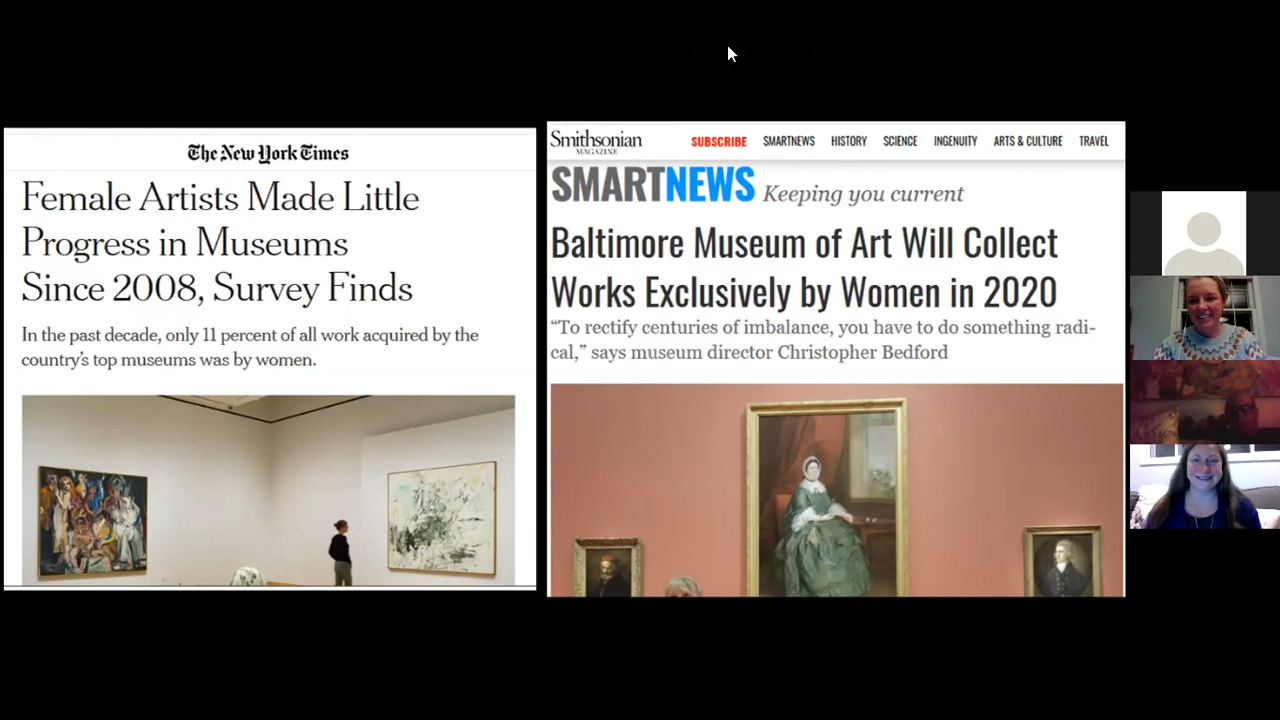 The New York Times
Female Artists Made Little
Progress in Museums
Since 2008, Survey Finds
In the past decade, only 11 percent of all work acquired by the
country's top museums was by women.
Smithsonian
MAGAZINE
SUBSCRIBE SMARTNEWS HISTORY SCIENCE INGENUITY ARTS & CULTURE TRAVEL
SMARTNEWS Keeping you current
Baltimore Museum of Art Will Collect
Works Exclusively by Women in 2020
“To rectify centuries of imbalance, you have to do something radi-
cal,” says museum director Christopher Bedford